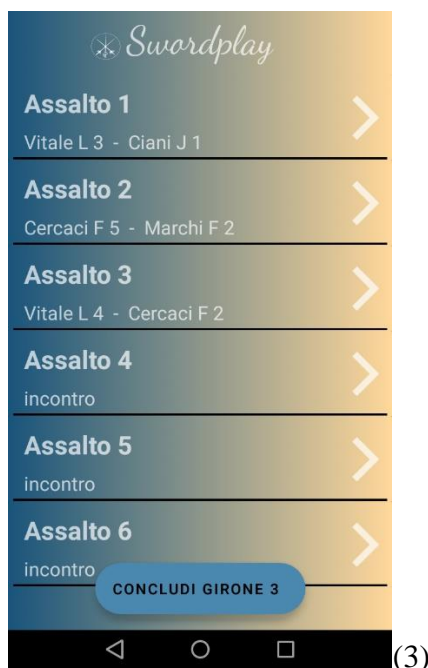 Swordplay
Assalto 1
Vitale L 3 - Ciani J 1
Assalto 2
Cercaci F 5 - Marchi F 2
Assalto 3
Vitale L 4 - Cercaci F 2
Assalto 4
incontro
Assalto 5
incontro
Assalto 6
incontro
CONCLUDI GIRONE 3
(3)